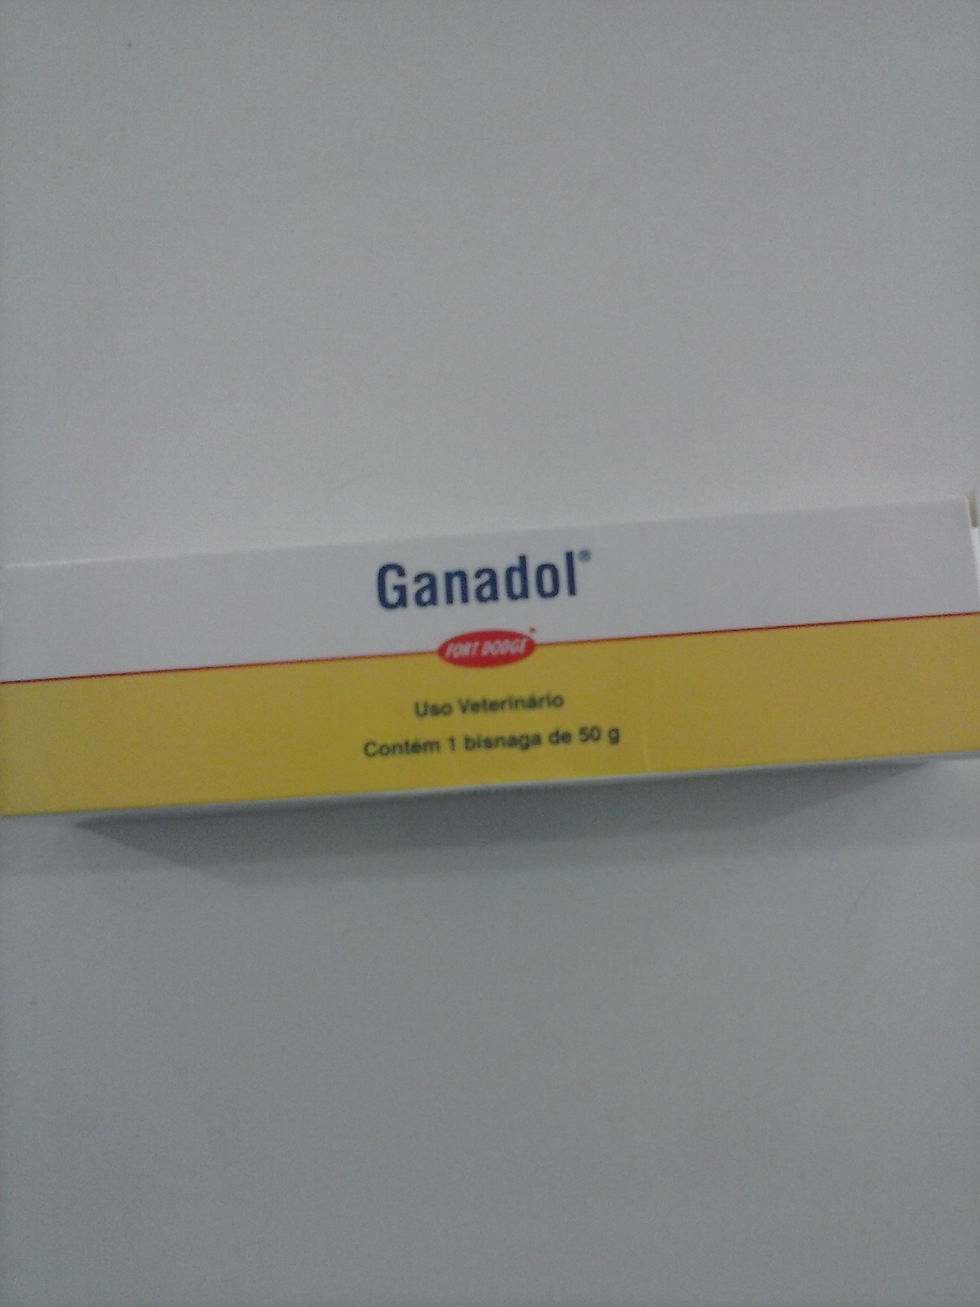 Ganadol®
FORT DODGE
Uso Veterinário
Contém 1 bisnaga de 50 g